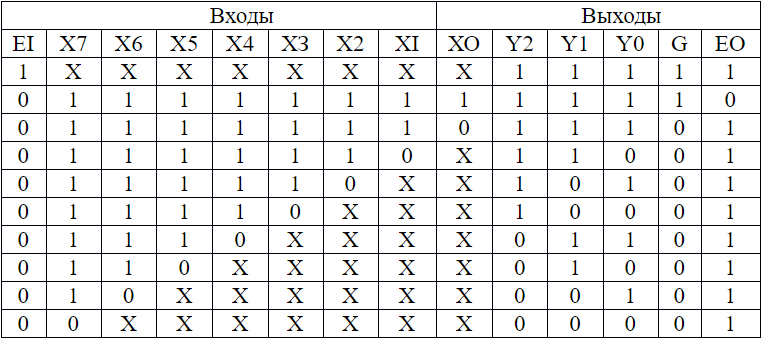 Входы Выходы
EI X7 X6 X5 X4 X3 X2 XI XO Y2 Y1 Y0 G EO
1 X X X X X X X X 1 1 1 1 1
0 1 1 1 1 1 1 1 1 1 1 1 1 0
0 1 1 1 1 1 1 1 0 1 1 1 0 1
0 1 1 1 1 1 1 0 X 1 1 0 0 1
0 1 1 1 1 1 0 X X 1 0 1 0 1
0 1 1 1 1 0 X X X 1 0 0 0 1
0 1 1 1 0 X X X X 0 1 1 0 1
0 1 1 0 X X X X X 0 1 0 0 1
0 1 0 X X X X X X 0 0 1 0 1
0 0 X X X X X X X 0 0 0 0 1